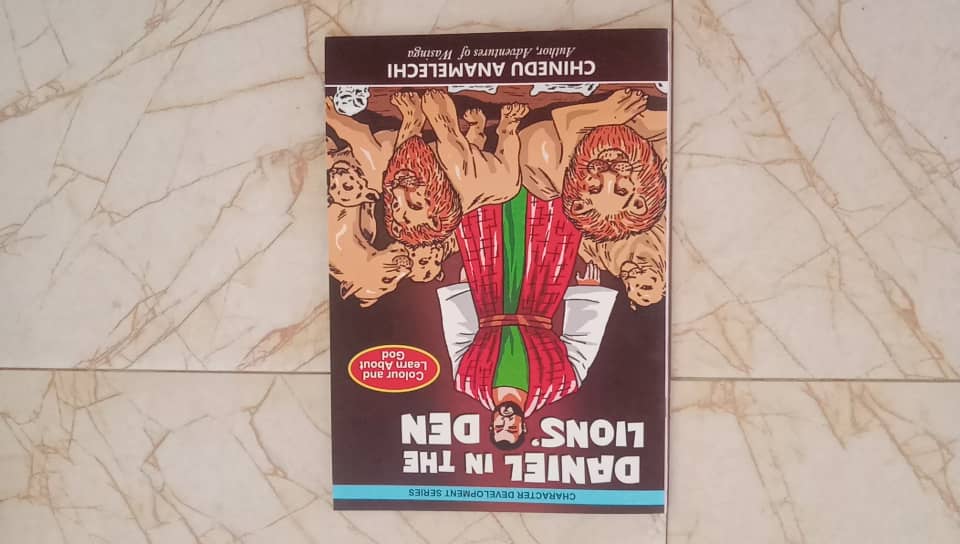 CHARACTER DEVELOPMENT SERIES
DANIEL IN THE
LIONS' DEN
Colour and
Learn About
God
CHINEDU ANAMELECHI
Author, Adventures of Wasinga